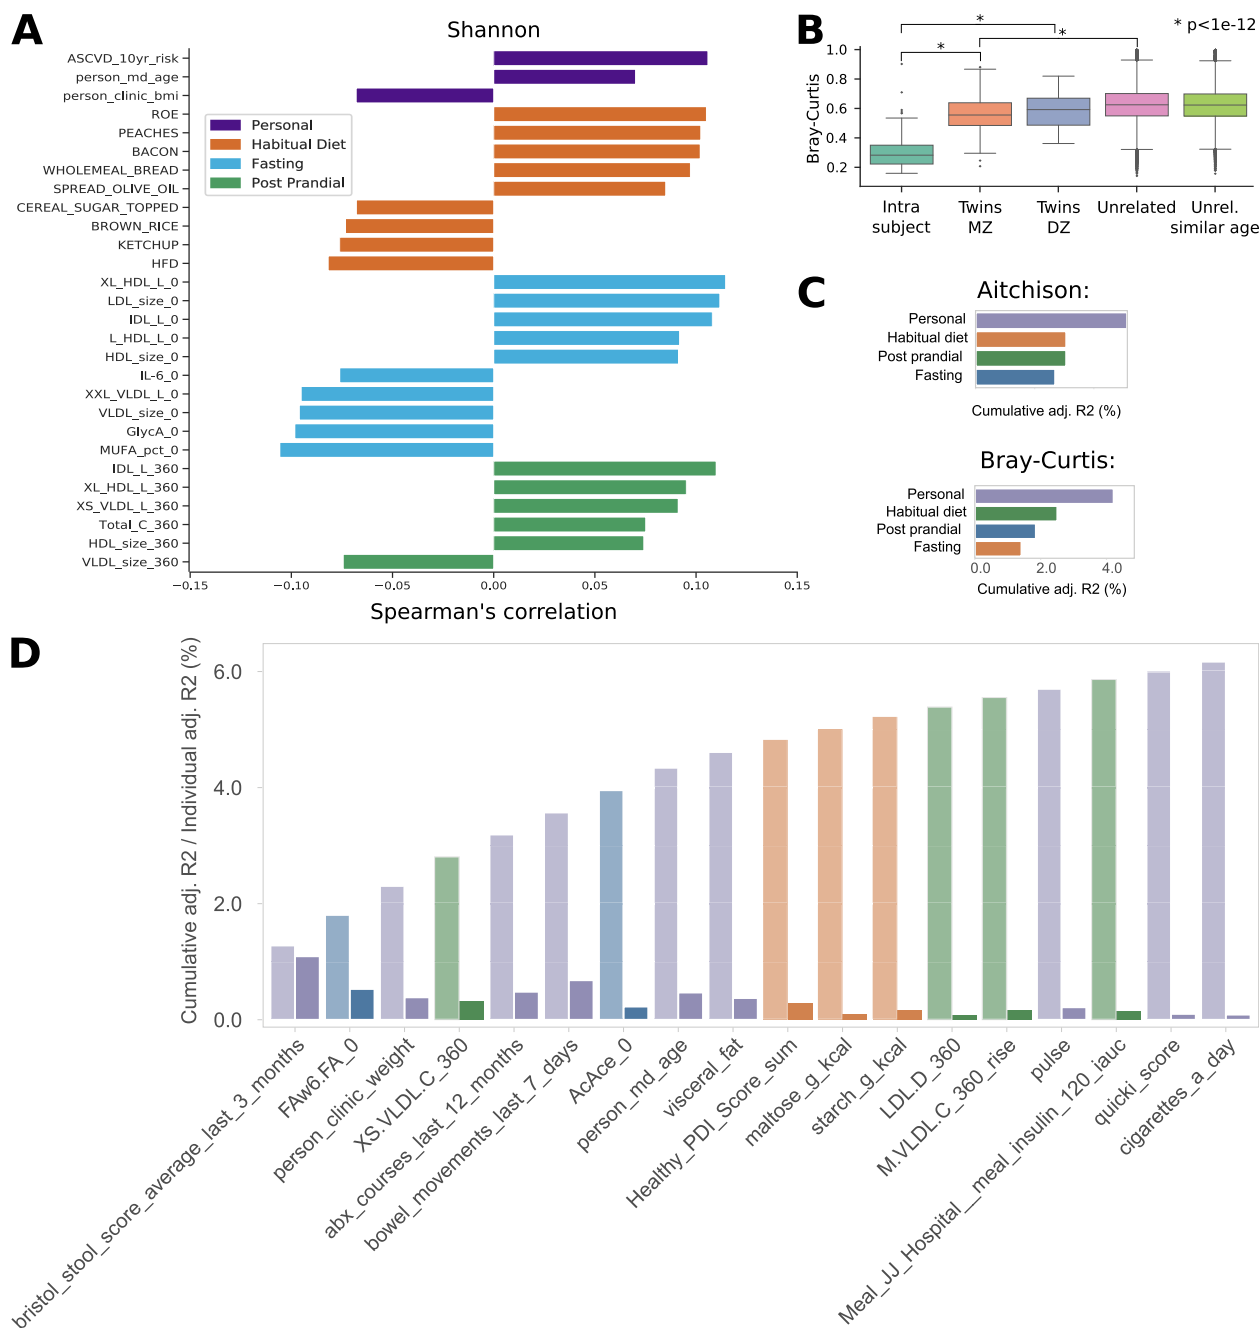 A
Shannon
ASCVD_10yr_risk
person_md_age
person_clinic_bmi
ROE
PEACHES
BACON
WHOLEMEAL_BREAD
SPREAD_OLIVE_OIL
CEREAL_SUGAR_TOPPED
BROWN_RICE
KETCHUP
HFD
XL_HDL_L_0
LDL_size_0
IDL_L_0
L_HDL_L_0
HDL_size_0
IL-6_0
XXL_VLDL_L_0
VLDL_size_0
GlycA_0
MUFA_pct_0
IDL_L_360
XL_HDL_L_360
XS_VLDL_L_360
Total_C_360
HDL_size_360
VLDL_size_360
Personal
Habitual Diet
Fasting
Post Prandial
−0.15 −0.10 −0.05 0.00 0.05 0.10 0.15
Spearman's correlation
B
* p<1e-12
*
*
*
Bray-Curtis
1.0
0.8
0.6
0.4
0.2
Intra subject
Twins MZ
Twins DZ
Unrelated
Unrel. similar age
C
Aitchison:
Personal
Habitual diet
Post prandial
Fasting
Cumulative adj. R2 (%)
Bray-Curtis:
Personal
Habitual diet
Post prandial
Fasting
0.0 2.0 4.0
Cumulative adj. R2 (%)
D
Cumulative adj. R2 / Individual adj. R2 (%)
6.0
4.0
2.0
0.0
bristol_stool_score_average_last_3_months
FAw6.FA_0
person_clinic_weight
XS.VLDL.C_360
abx_courses_last_12_months
bowel_movements_last_7_days
AcAce_0
person_md_age
visceral_fat
Healthy_PDI_Score_sum
maltose_g_kcal
starch_g_kcal
LDLD_360
M.VLDL.C_360_rise
pulse
Meal_JJ_Hospital__meal_insulin_120_iauc
quicki_score
cigarettes_a_day